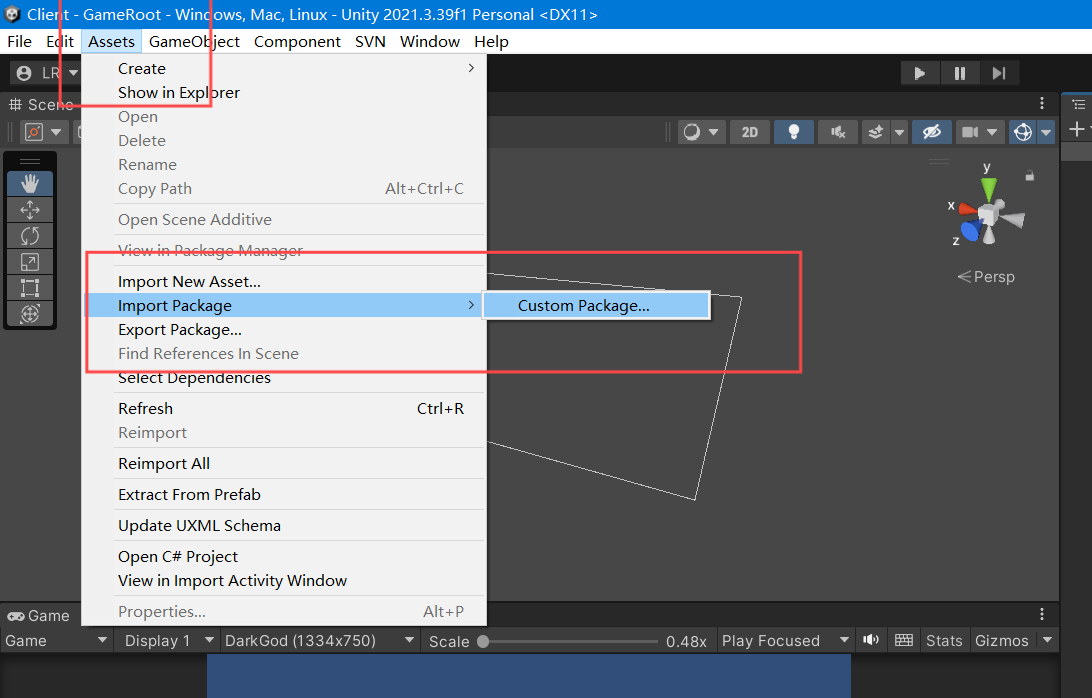 Client - GameRoot - Windows, Mac, Linux - Unity 2021.3.39f1 Personal <DX11>
File Edit Assets GameObject Component SVN Window Help
LR
Create
Show in Explorer
Scene
Open
2D
Delete
Rename
Copy Path Alt+Ctrl+C
Open Scene Additive
View in Package Manager
y
x
z
Persp
Import New Asset...
Import Package
Custom Package...
Export Package...
Find References In Scene
Select Dependencies
Refresh Ctrl+R
Reimport
Reimport All
Extract From Prefab
Update UXML Schema
Open C# Project
View in Import Activity Window
Properties... Alt+P
Game
Game Display 1 DarkGod (1334x750) Scale 0.48x Play Focused Stats Gizmos